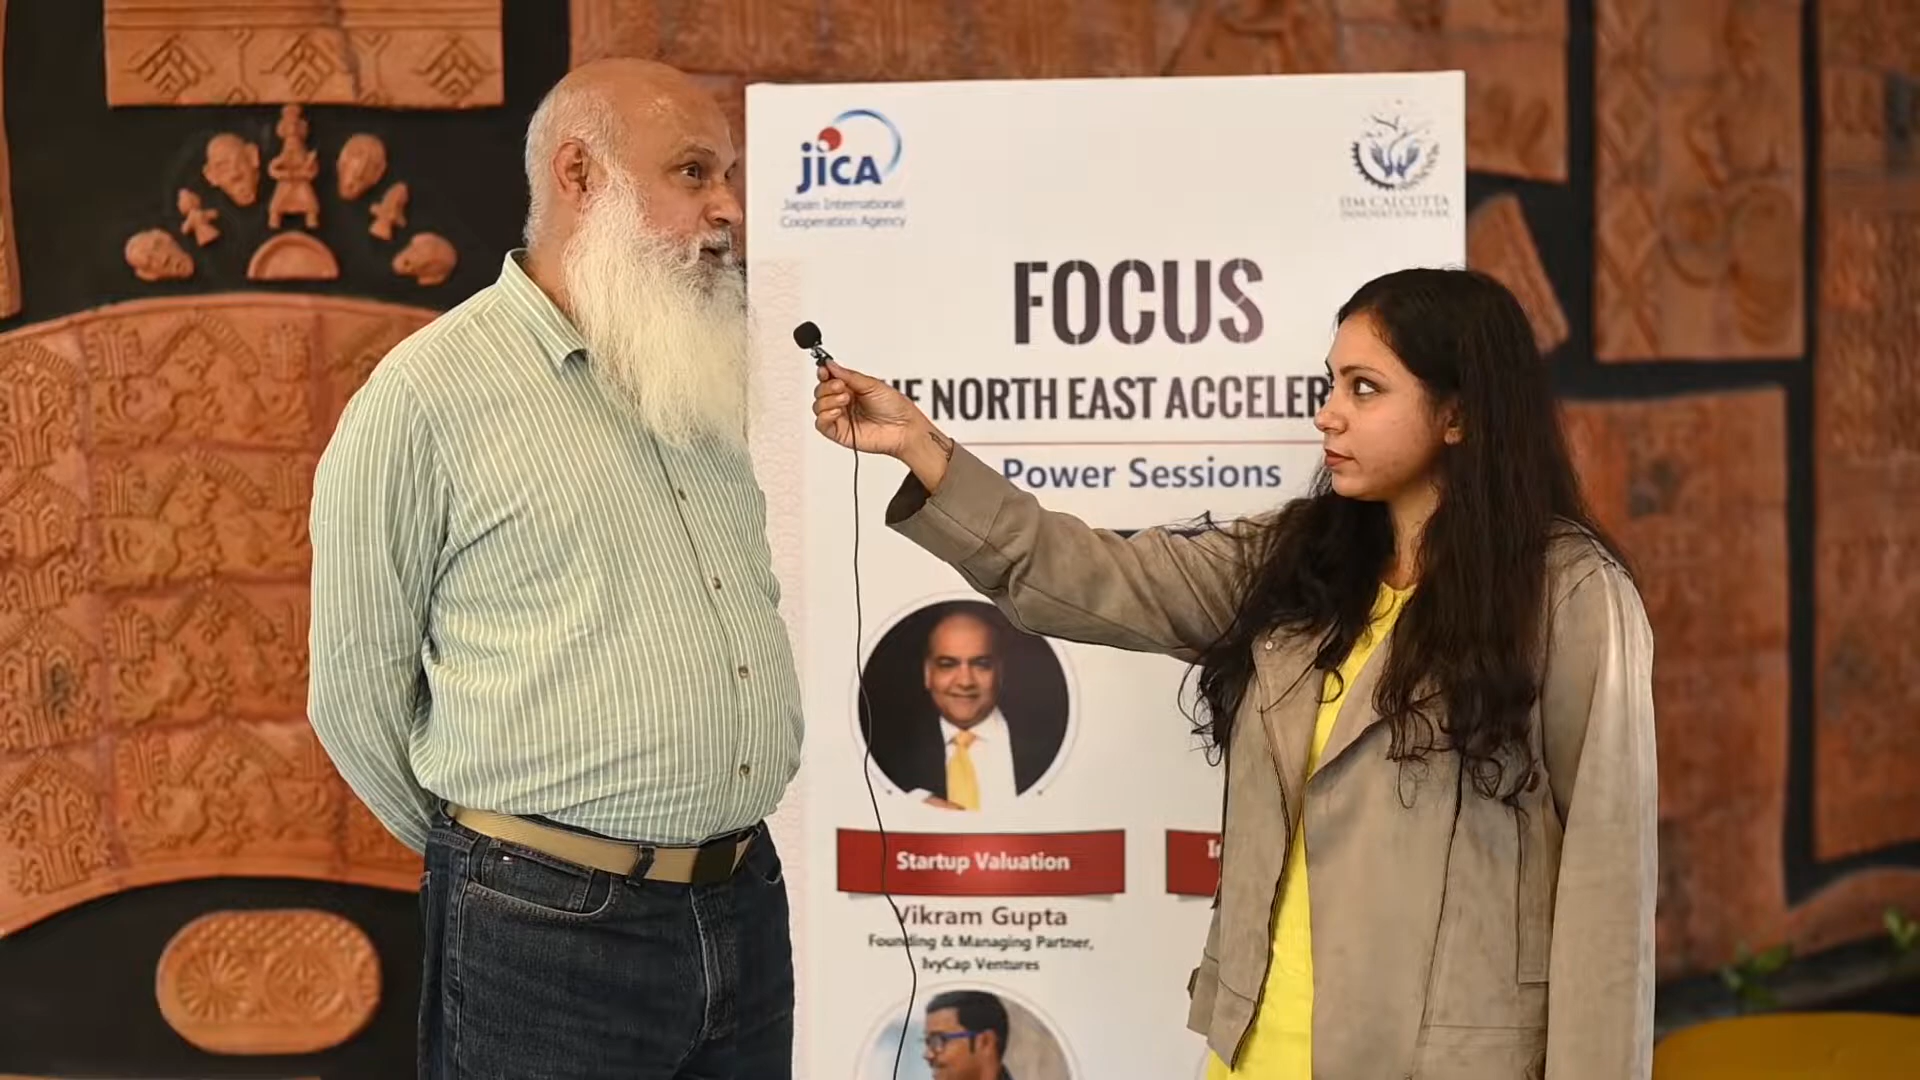 JICA
Japan International
Cooperation Agency
IIM CALCUTTA
INNOVATION PARK
FOCUS
NORTH EAST ACCELER
Power Sessions
Startup Valuation
Vikram Gupta
Founding & Managing Partner,
IvyCap Ventures